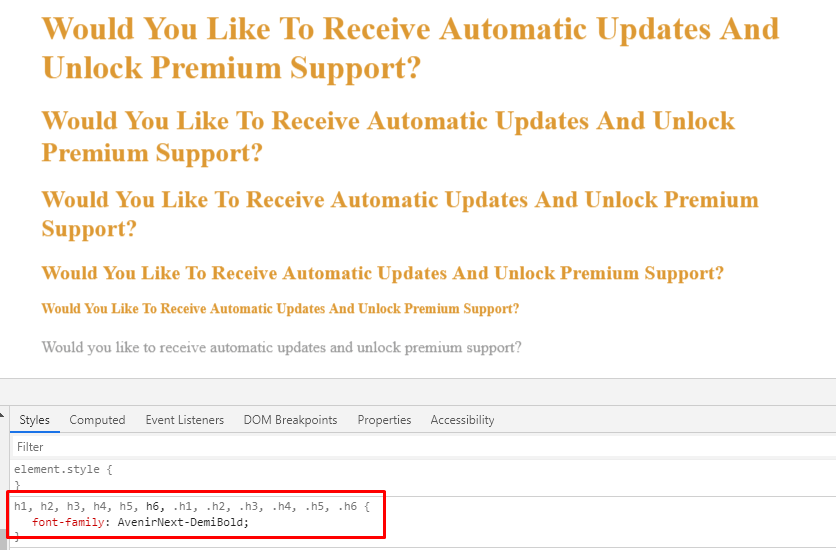 Would You Like To Receive Automatic Updates And
Unlock Premium Support?
Would You Like To Receive Automatic Updates And Unlock
Premium Support?
Would You Like To Receive Automatic Updates And Unlock Premium
Support?
Would You Like To Receive Automatic Updates And Unlock Premium Support?
Would You Like To Receive Automatic Updates And Unlock Premium Support?
Would you like to receive automatic updates and unlock premium support?
Styles Computed Event Listeners DOM Breakpoints Properties Accessibility
Filter
element.style {
}
h1, h2, h3, h4, h5, h6, .h1, .h2, .h3, .h4, .h5, .h6 {
font-family: AvenirNext-DemiBold;
}